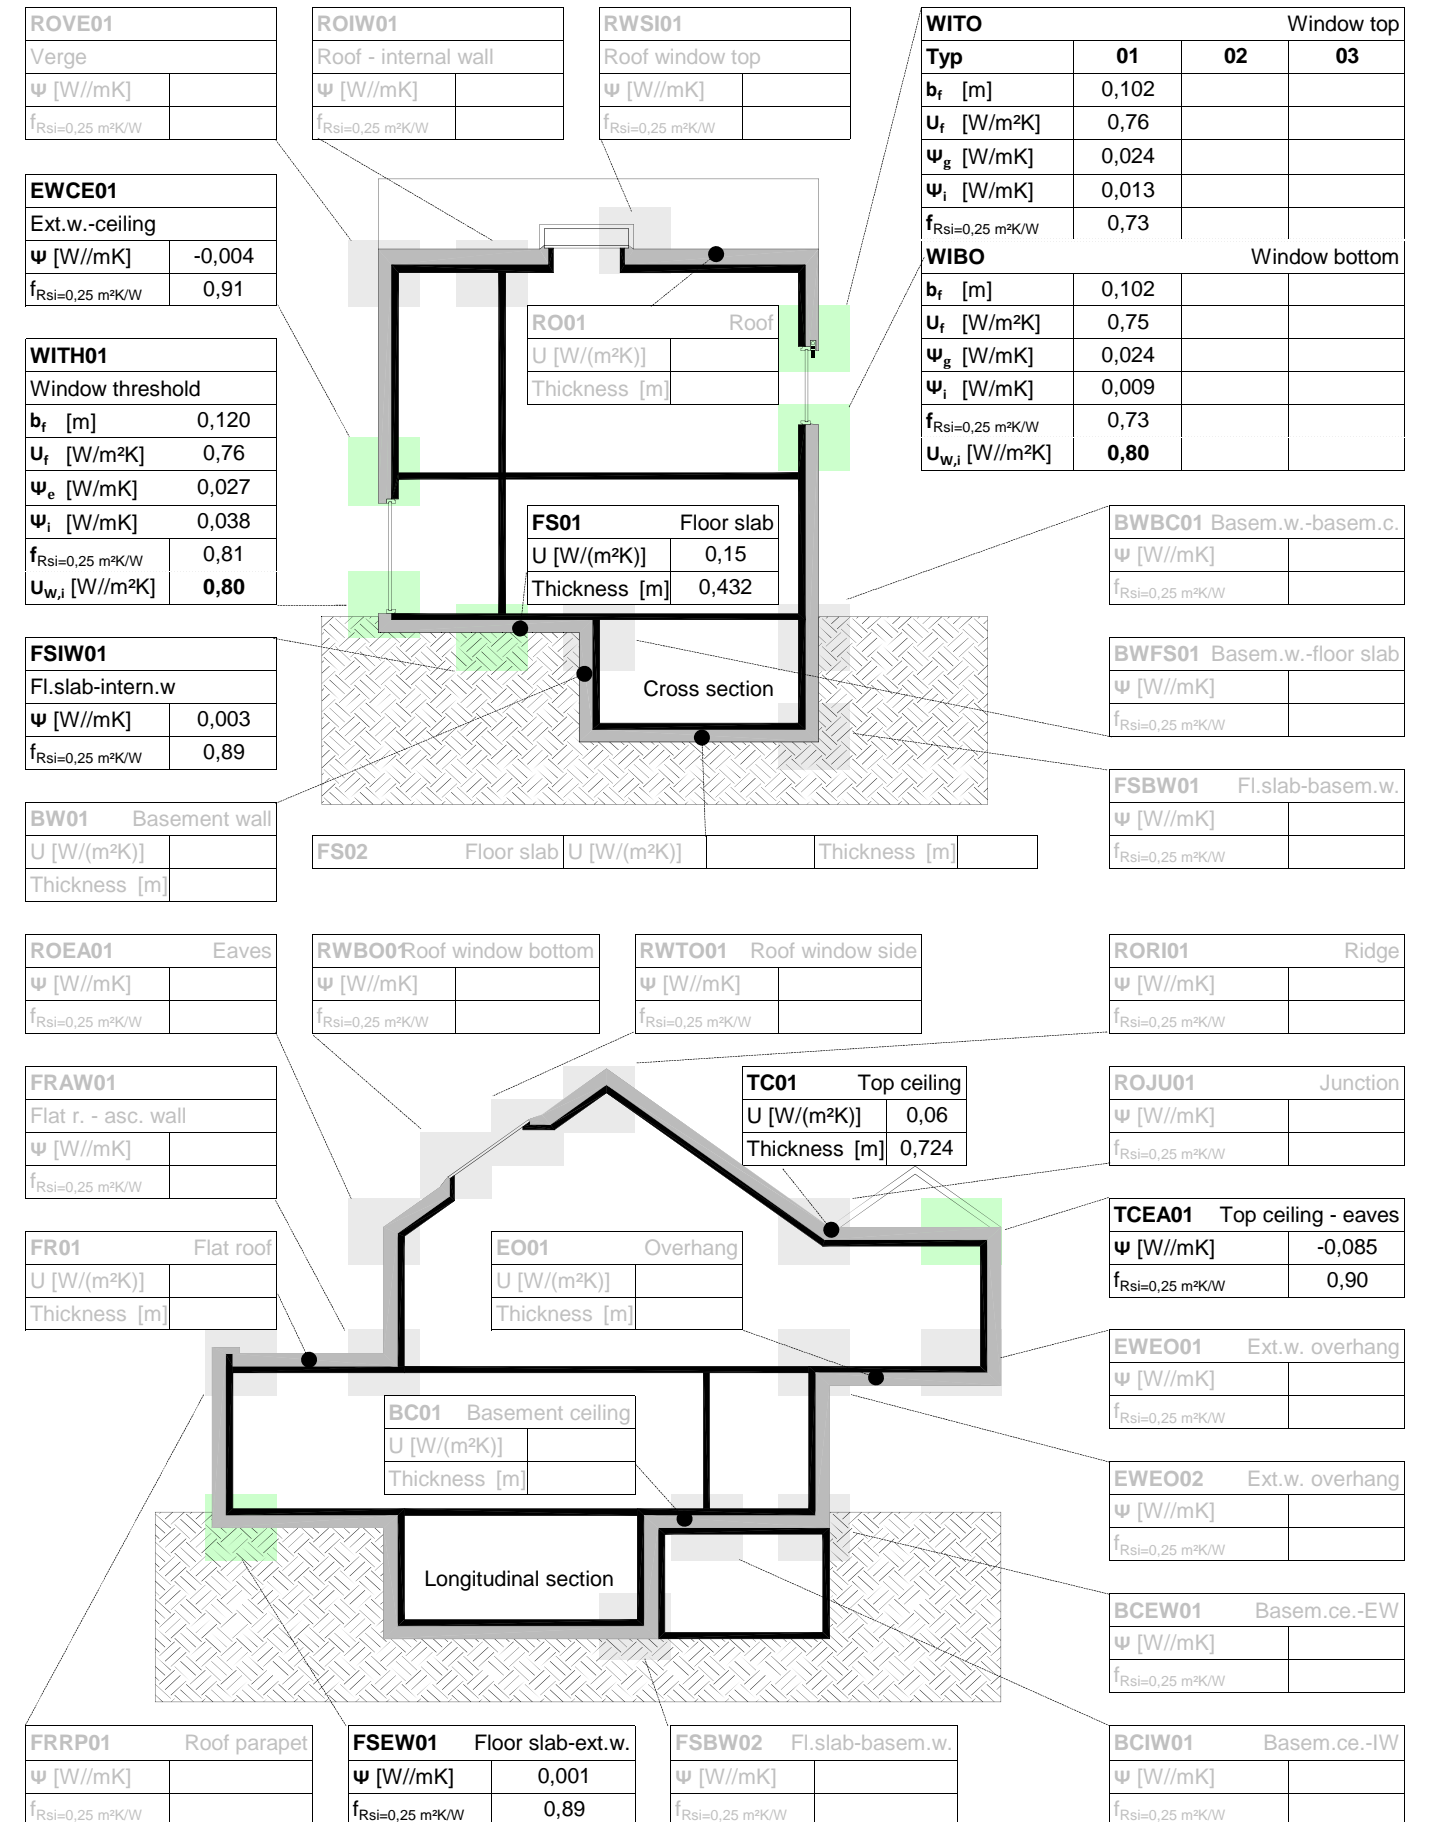 ROVE01
Verge
Ψ [W//mK]
fRsi=0,25 m²K/W
ROIW01
Roof - internal wall
Ψ [W//mK]
fRsi=0,25 m²K/W
RWSI01
Roof window top
Ψ [W//mK]
fRsi=0,25 m²K/W
WITO Window top
Typ 01 02 03
bf [m] 0,102
Uf [W/m²K] 0,76
Ψg [W/mK] 0,024
Ψi [W/mK] 0,013
fRsi=0,25 m²K/W 0,73
WIBO Window bottom
bf [m] 0,102
Uf [W/m²K] 0,75
Ψg [W/mK] 0,024
Ψi [W/mK] 0,009
fRsi=0,25 m²K/W 0,73
UW,i [W//m²K] 0,80
EWCE01
Ext.w.-ceiling
Ψ [W//mK] -0,004
fRsi=0,25 m²K/W 0,91
RO01 Roof
U [W/(m²K)]
Thickness [m]
WITH01
Window threshold
bf [m] 0,120
Uf [W/m²K] 0,76
Ψe [W/mK] 0,027
Ψi [W/mK] 0,038
fRsi=0,25 m²K/W 0,81
UW,i [W//m²K] 0,80
FS01 Floor slab
U [W/(m²K)] 0,15
Thickness [m] 0,432
BWBC01 Basem.w.-basem.c.
Ψ [W//mK]
fRsi=0,25 m²K/W
FSIW01
Fl.slab-intern.w
Ψ [W//mK] 0,003
fRsi=0,25 m²K/W 0,89
Cross section
BWFS01 Basem.w.-floor slab
Ψ [W//mK]
fRsi=0,25 m²K/W
FSBW01 Fl.slab-basem.w.
Ψ [W//mK]
fRsi=0,25 m²K/W
BW01 Basement wall
U [W/(m²K)]
Thickness [m]
FS02 Floor slab U [W/(m²K)] Thickness [m]
ROEA01 Eaves
Ψ [W//mK]
fRsi=0,25 m²K/W
RWBO01 Roof window bottom
Ψ [W//mK]
fRsi=0,25 m²K/W
RWTO01 Roof window side
Ψ [W//mK]
fRsi=0,25 m²K/W
RORI01 Ridge
Ψ [W//mK]
fRsi=0,25 m²K/W
FRAW01
Flat r. - asc. wall
Ψ [W//mK]
fRsi=0,25 m²K/W
TC01 Top ceiling
U [W/(m²K)] 0,06
Thickness [m] 0,724
ROJU01 Junction
Ψ [W//mK]
fRsi=0,25 m²K/W
TCEA01 Top ceiling - eaves
Ψ [W//mK] -0,085
fRsi=0,25 m²K/W 0,90
FR01 Flat roof
U [W/(m²K)]
Thickness [m]
EO01 Overhang
U [W/(m²K)]
Thickness [m]
EWEO01 Ext.w. overhang
Ψ [W//mK]
fRsi=0,25 m²K/W
BC01 Basement ceiling
U [W/(m²K)]
Thickness [m]
EWEO02 Ext.w. overhang
Ψ [W//mK]
fRsi=0,25 m²K/W
Longitudinal section
BCEW01 Basem.ce.-EW
Ψ [W//mK]
fRsi=0,25 m²K/W
FRRP01 Roof parapet
Ψ [W//mK]
fRsi=0,25 m²K/W
FSEW01 Floor slab-ext.w.
Ψ [W//mK] 0,001
fRsi=0,25 m²K/W 0,89
FSBW02 Fl.slab-basem.w.
Ψ [W//mK]
fRsi=0,25 m²K/W
BCIW01 Basem.ce.-IW
Ψ [W//mK]
fRsi=0,25 m²K/W